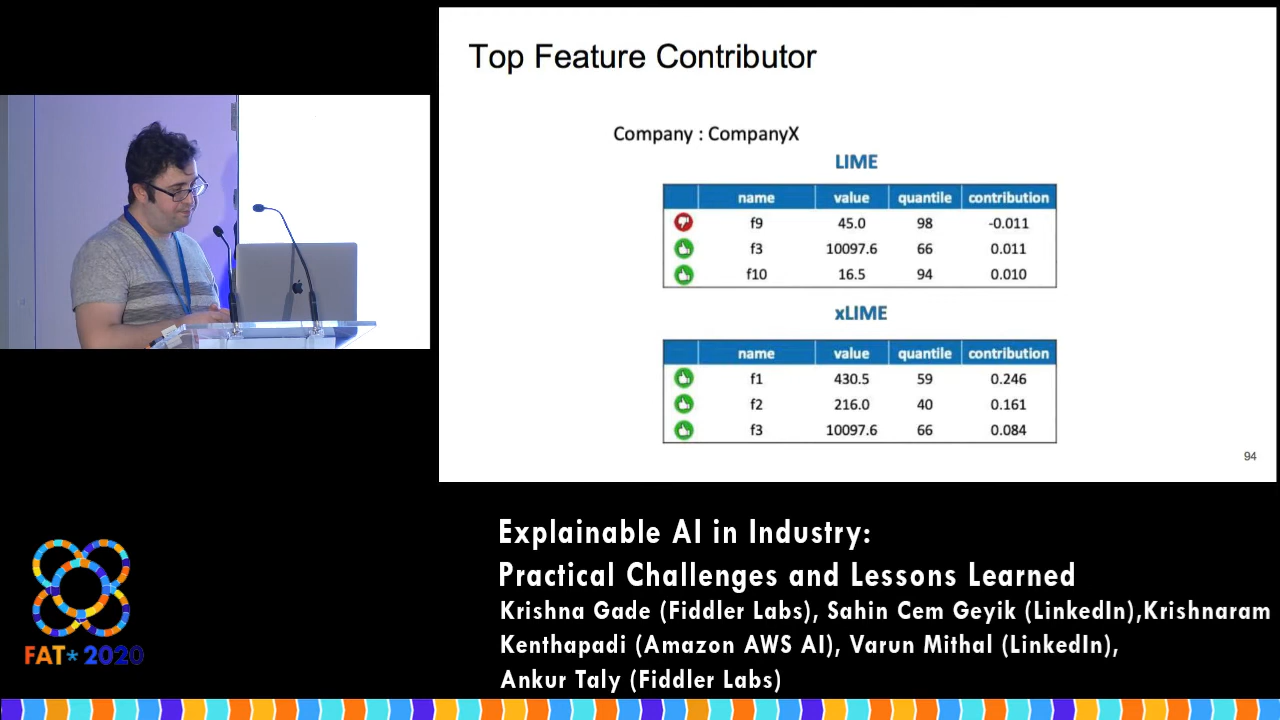 Top Feature Contributor
Company : CompanyX
LIME
name value quantile contribution
f9 45.0 98 -0.011
f3 10097.6 66 0.011
f10 16.5 94 0.010
xLIME
name value quantile contribution
f1 430.5 59 0.246
f2 216.0 40 0.161
f3 10097.6 66 0.084
94
Explainable AI in Industry:
Practical Challenges and Lessons Learned
Krishna Gade (Fiddler Labs), Sahin Cem Geyik (LinkedIn),Krishnaram
Kenthapadi (Amazon AWS AI), Varun Mithal (LinkedIn),
Ankur Taly (Fiddler Labs)
FAT* 2020